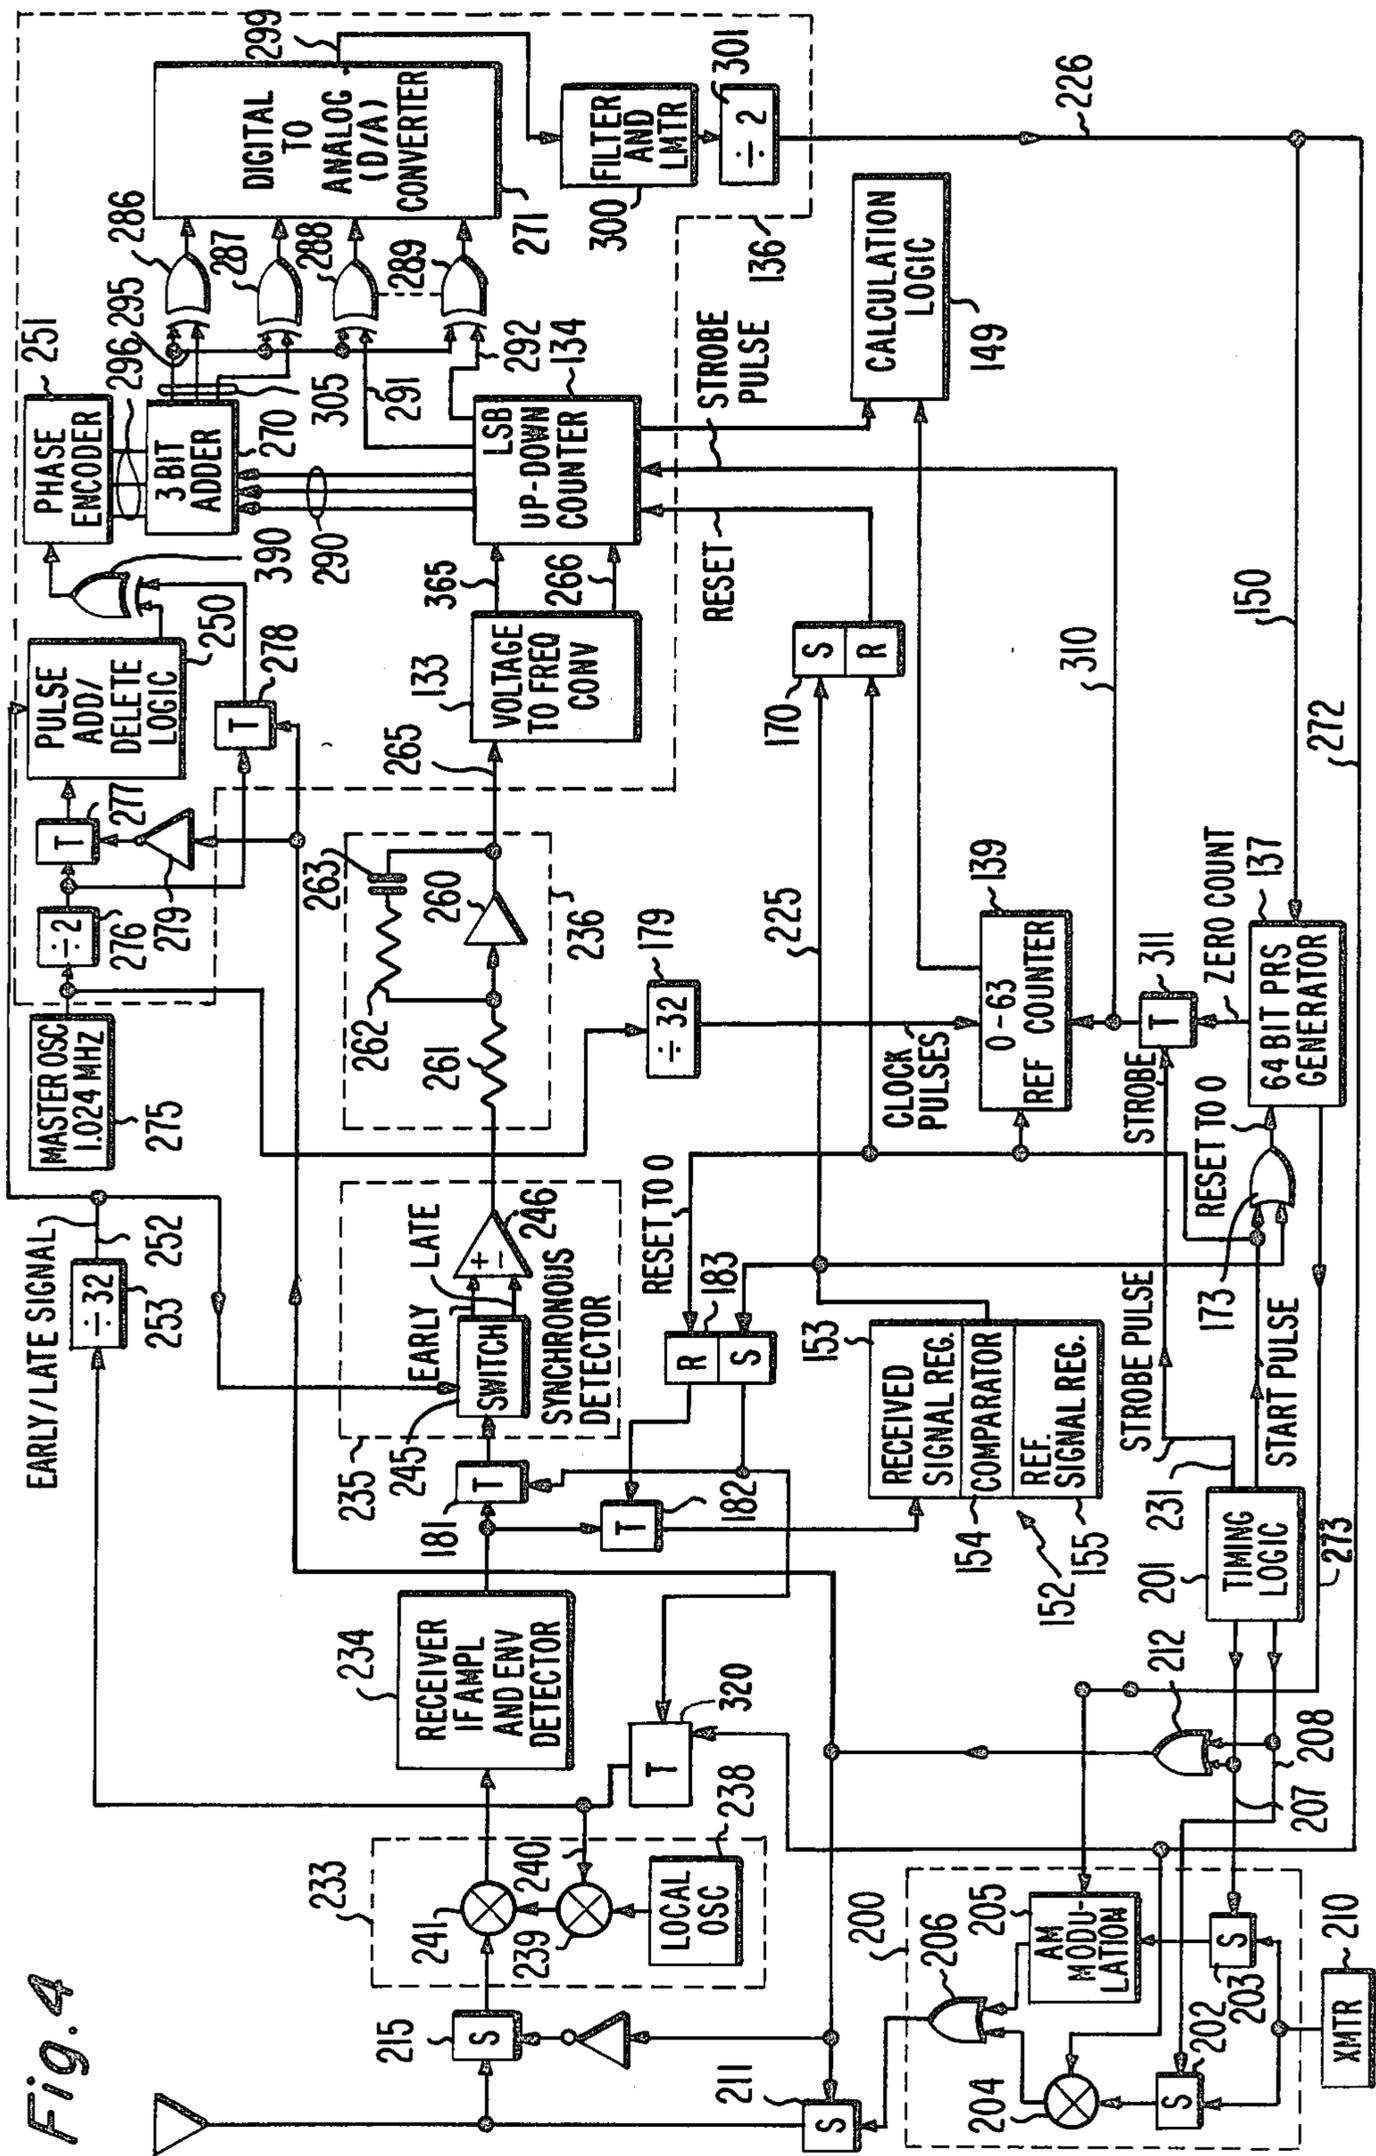 Fig. 4
EARLY/LATE SIGNAL
÷ 32
253
252
MASTER OSC
1.024 MHZ
275
÷2
276
T
277
279
PULSE
ADD/
DELETE
LOGIC
250
T
278
390
PHASE
ENCODER
251
296
295
3 BIT
ADDER
270
305
290
286
287
288
289
DIGITAL
TO
ANALOG
(D/A)
CONVERTER
271
299
FILTER
AND
LMTR
300
÷ 2
301
136
226
233
241
240
239
LOCAL
OSC
238
RECEIVER
IF AMPL
AND ENV
DETECTOR
234
T
320
T
181
235
245
EARLY
LATE
SWITCH
+
−
246
SYNCHRONOUS
DETECTOR
261
262
263
260
236
265
VOLTAGE
TO FREQ
CONV
133
365
266
LSB
UP-DOWN
COUNTER
134
291
292
T
182
RESET TO 0
R
S
183
÷ 32
179
CLOCK
PULSES
225
S
R
170
RESET
STROBE
PULSE
CALCULATION
LOGIC
149
RECEIVED
SIGNAL REG.
COMPARATOR
REF.
SIGNAL REG.
153
154
152
155
0-63
REF COUNTER
139
310
STROBE
T
311
ZERO COUNT
STROBE PULSE
231
START PULSE
173
RESET TO 0
64 BIT PRS
GENERATOR
137
150
272
TIMING
LOGIC
201
273
212
208
207
S
215
S
211
200
206
205
AM
MODU-
LATION
204
S
202
S
203
XMTR
210